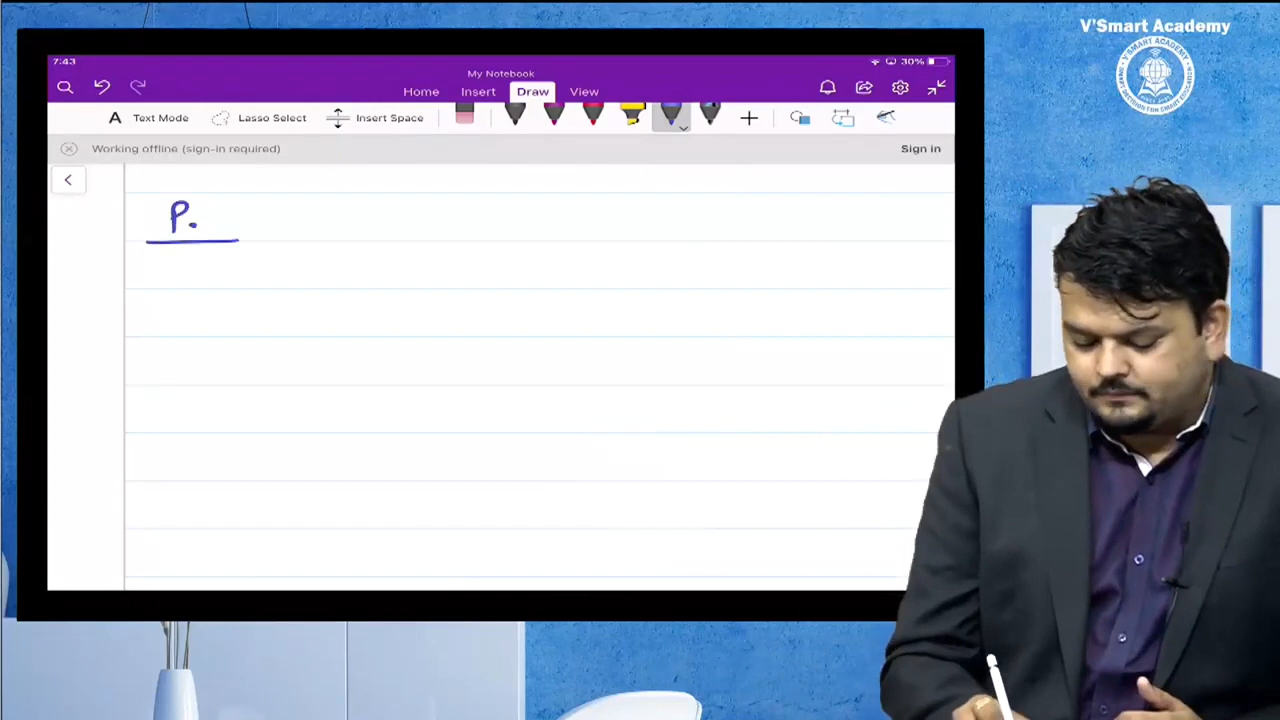 V'Smart Academy
7:43
30%
My Notebook
Home Insert Draw View
A Text Mode Lasso Select Insert Space
Working offline (sign-in required) Sign in
P.